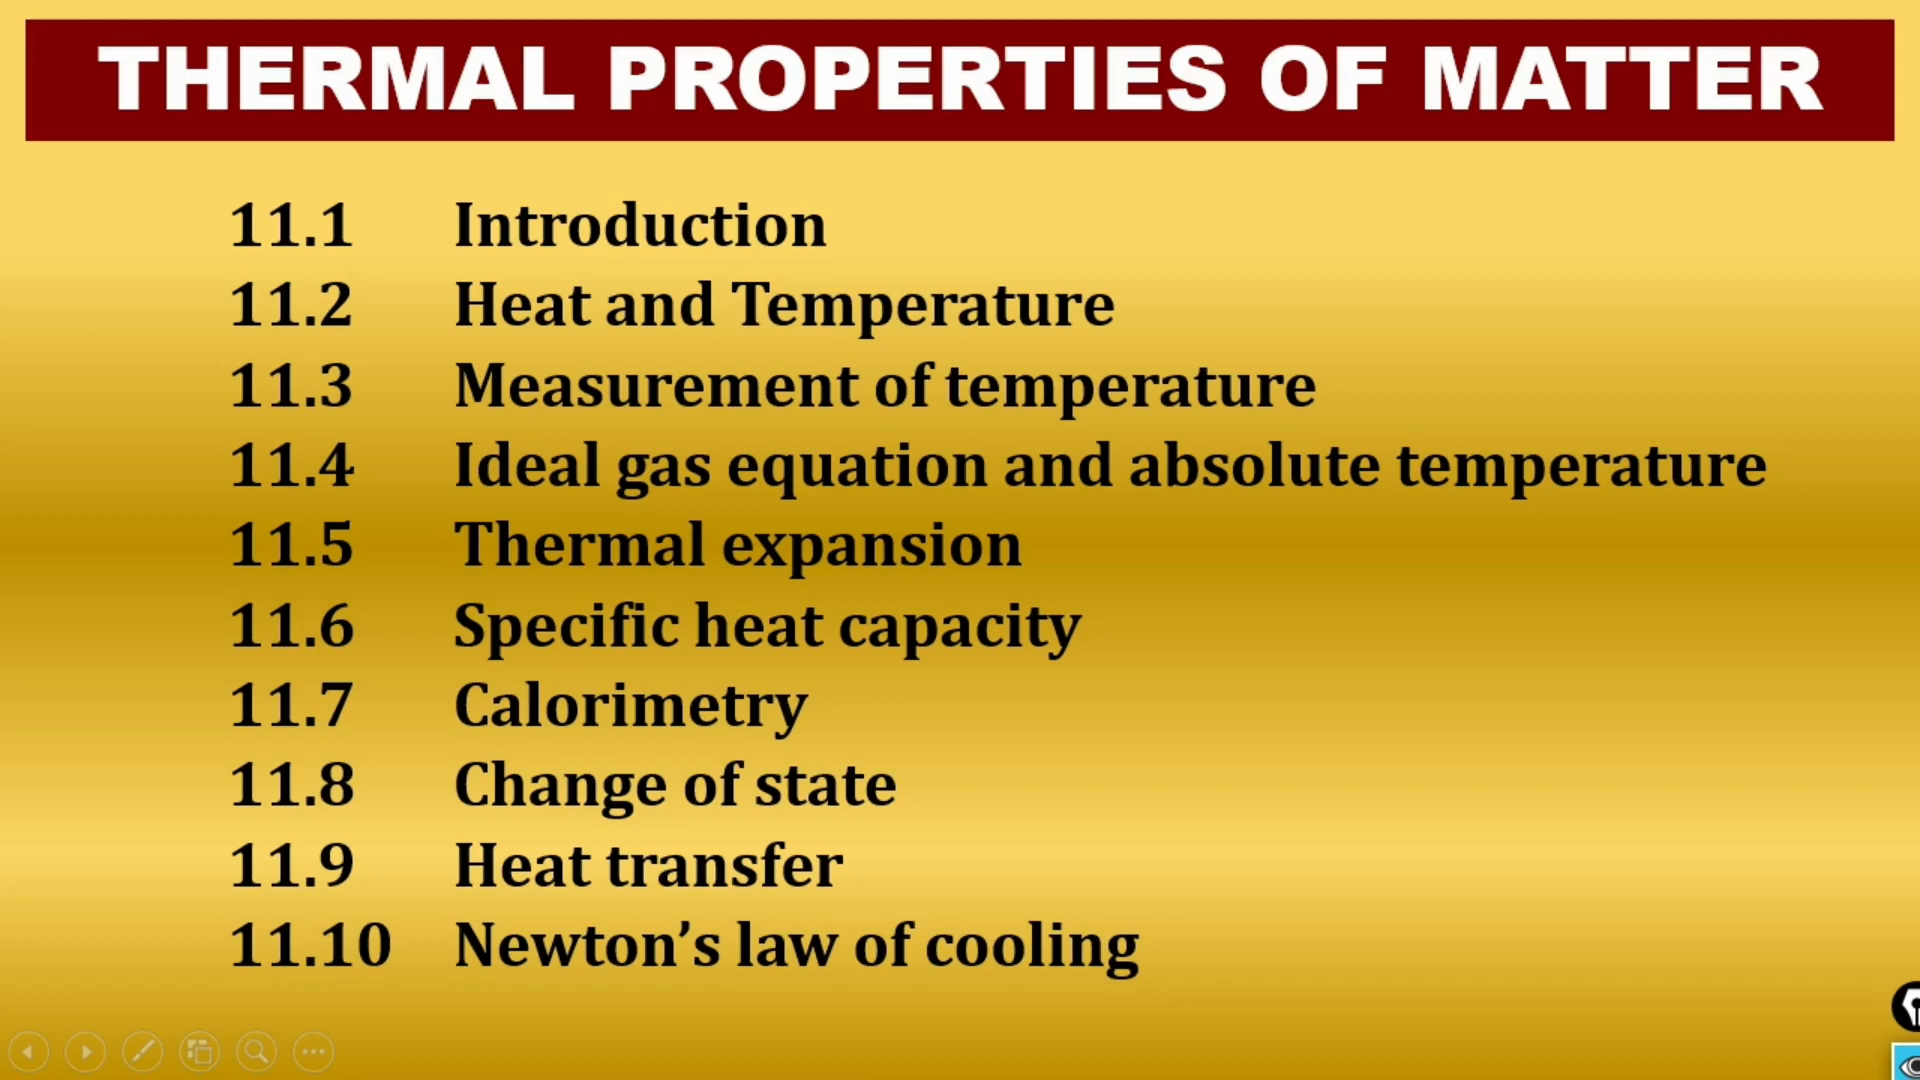 THERMAL PROPERTIES OF MATTER
11.1 Introduction
11.2 Heat and Temperature
11.3 Measurement of temperature
11.4 Ideal gas equation and absolute temperature
11.5 Thermal expansion
11.6 Specific heat capacity
11.7 Calorimetry
11.8 Change of state
11.9 Heat transfer
11.10 Newton’s law of cooling